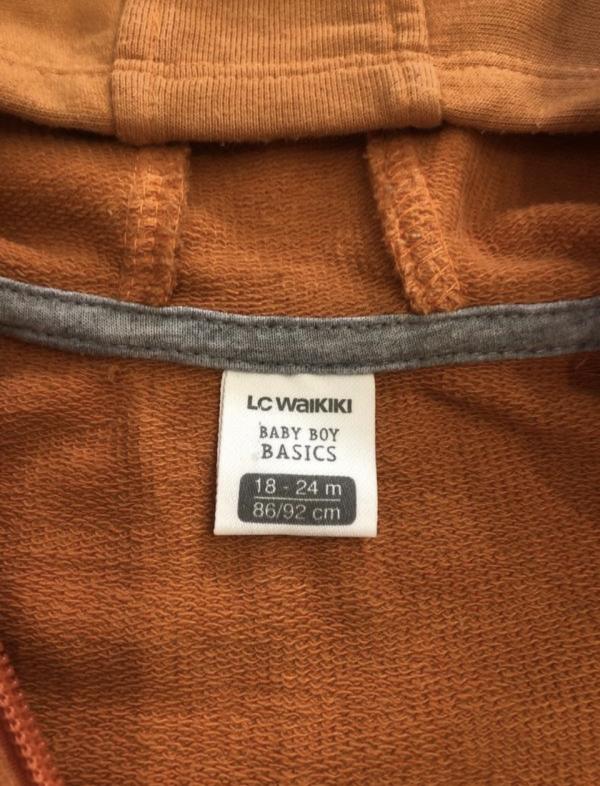 LC WAIKIKI
BABY BOY
BASICS
18 - 24 m
86/92 cm